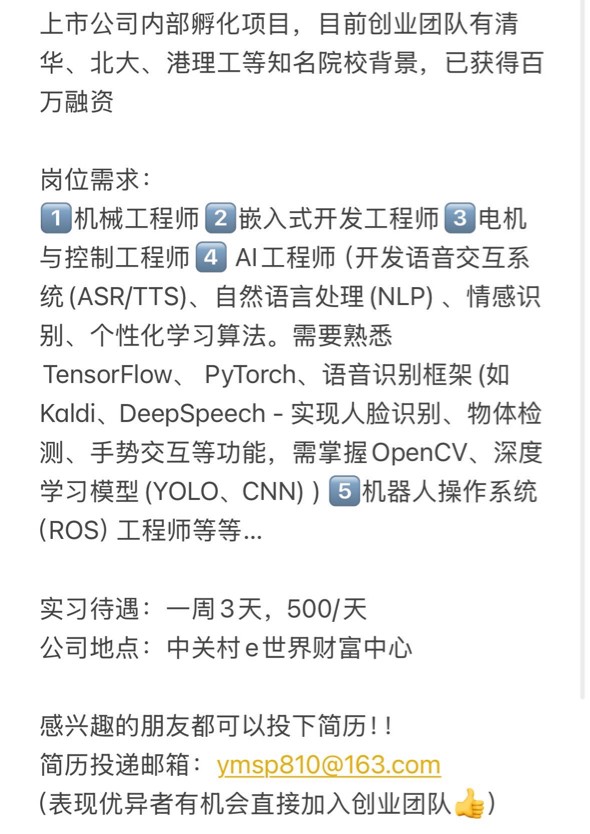 上市公司内部孵化项目，目前创业团队有清
华、北大、港理工等知名院校背景，已获得百
万融资
岗位需求：
1️⃣机械工程师2️⃣嵌入式开发工程师3️⃣电机
与控制工程师4️⃣ AI工程师（开发语音交互系
统(ASR/TTS)、自然语言处理(NLP) 、情感识
别、个性化学习算法。需要熟悉
TensorFlow、 PyTorch、语音识别框架(如
Kaldi、DeepSpeech - 实现人脸识别、物体检
测、手势交互等功能，需掌握OpenCV、深度
学习模型(YOLO、CNN)）5️⃣机器人操作系统
(ROS) 工程师等等...
实习待遇：一周3天，500/天
公司地点：中关村e世界财富中心
感兴趣的朋友都可以投下简历！！
简历投递邮箱：ymsp810@163.com
(表现优异者有机会直接加入创业团队👍)